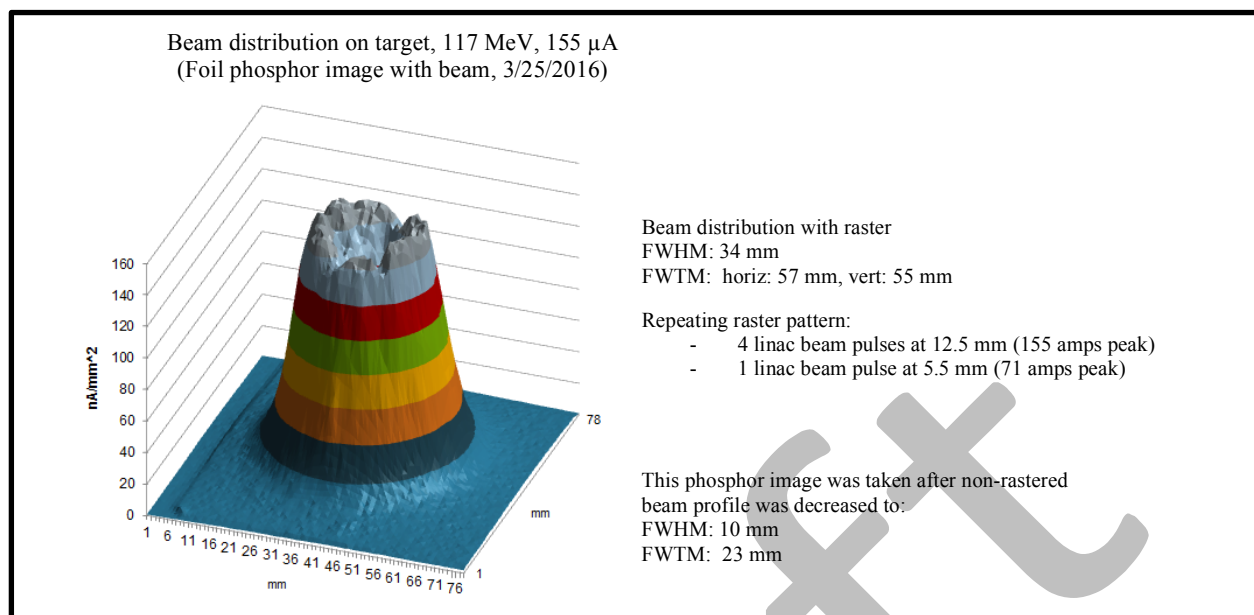 Beam distribution on target, 117 MeV, 155 µA
(Foil phosphor image with beam, 3/25/2016)
160
140
120
100
80
60
40
20
0
nA/mm^2
1 6 11 16 21 26 31 36 41 46 51 56 61 66 71 76
mm
1
mm
78
Beam distribution with raster
FWHM: 34 mm
FWTM: horiz: 57 mm, vert: 55 mm
Repeating raster pattern:
- 4 linac beam pulses at 12.5 mm (155 amps peak)
- 1 linac beam pulse at 5.5 mm (71 amps peak)
This phosphor image was taken after non-rastered
beam profile was decreased to:
FWHM: 10 mm
FWTM: 23 mm
ft